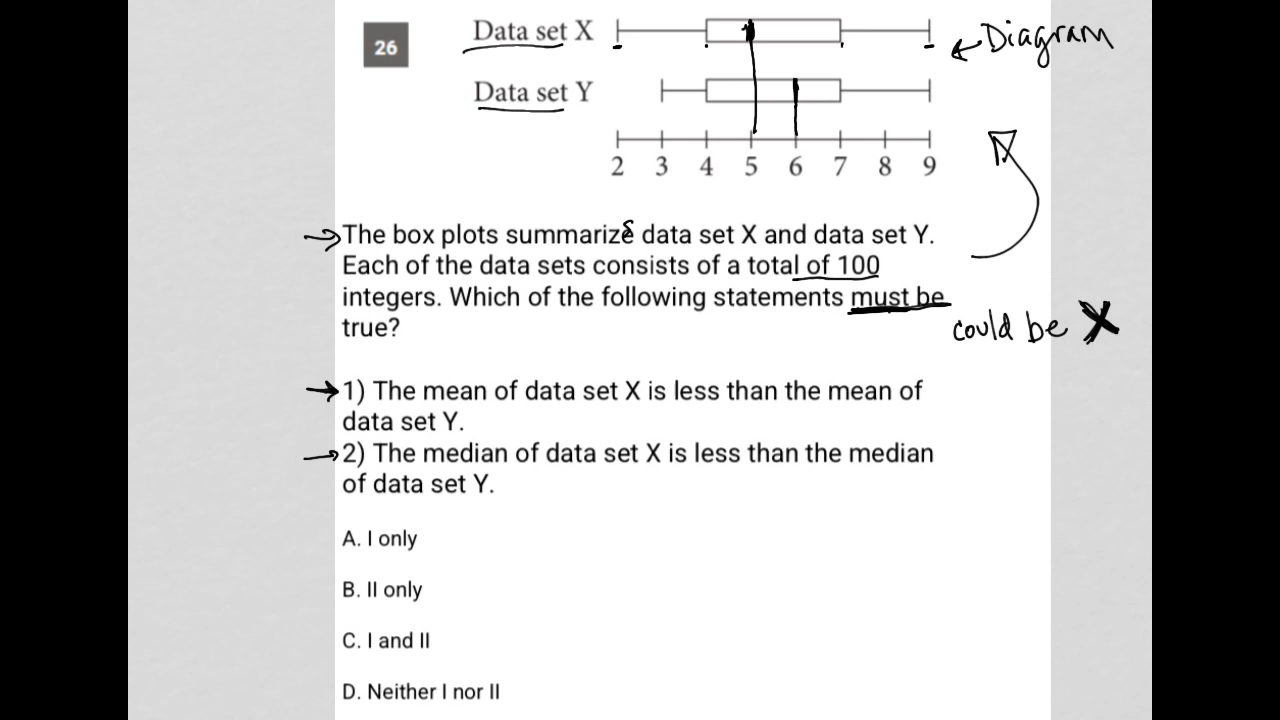 26
Data set X
← Diagram
Data set Y
2 3 4 5 6 7 8 9
The box plots summarize data set X and data set Y.
Each of the data sets consists of a total of 100
integers. Which of the following statements must be
true?
could be X
1) The mean of data set X is less than the mean of
data set Y.
2) The median of data set X is less than the median
of data set Y.
A. I only
B. II only
C. I and II
D. Neither I nor II